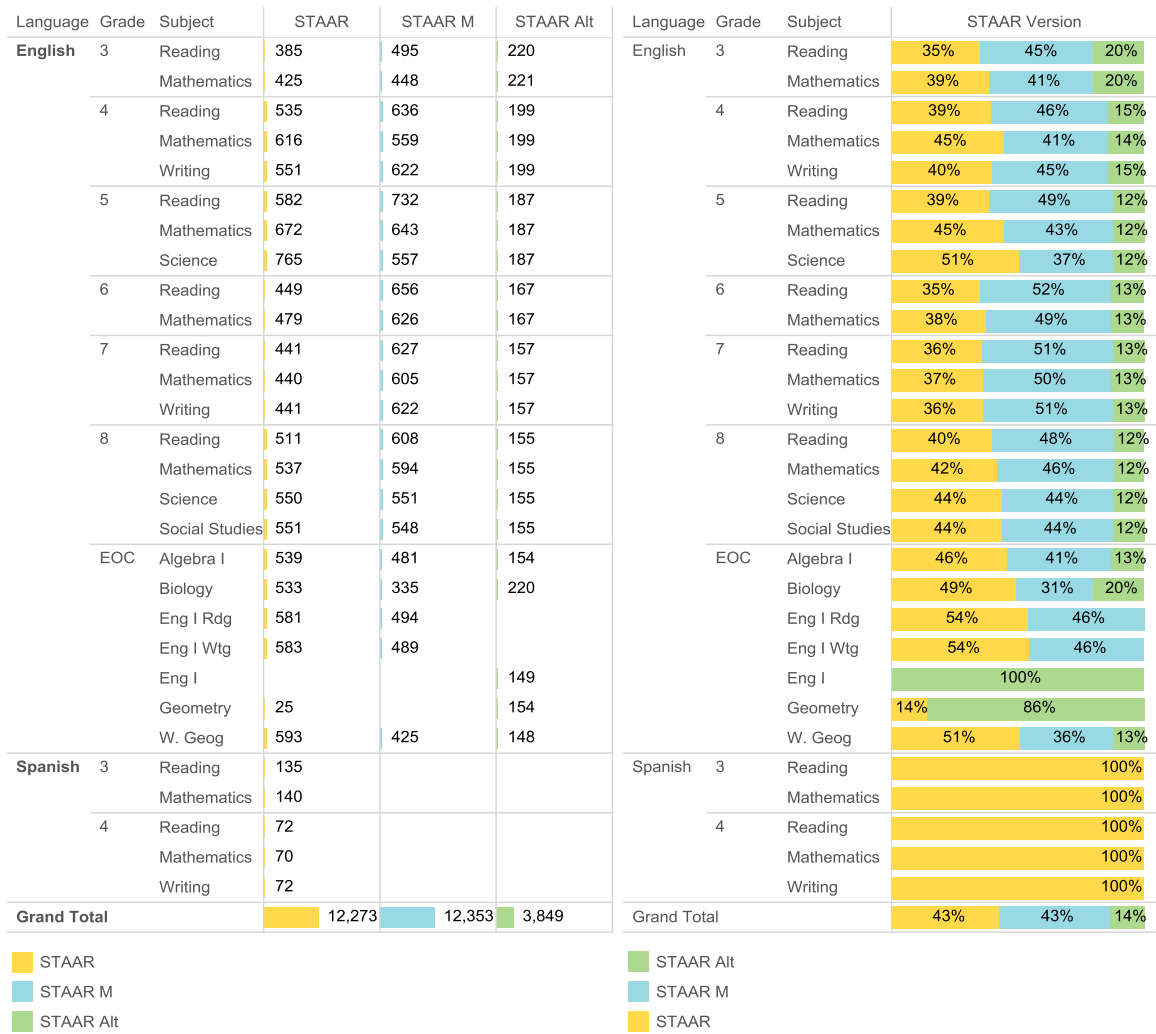 Language Grade Subject STAAR STAAR M STAAR Alt Language Grade Subject STAAR Version
English 3 Reading 385 495 220 English 3 Reading 35% 45% 20%
Mathematics 425 448 221 Mathematics 39% 41% 20%
4 Reading 535 636 199 4 Reading 39% 46% 15%
Mathematics 616 559 199 Mathematics 45% 41% 14%
Writing 551 622 199 Writing 40% 45% 15%
5 Reading 582 732 187 5 Reading 39% 49% 12%
Mathematics 672 643 187 Mathematics 45% 43% 12%
Science 765 557 187 Science 51% 37% 12%
6 Reading 449 656 167 6 Reading 35% 52% 13%
Mathematics 479 626 167 Mathematics 38% 49% 13%
7 Reading 441 627 157 7 Reading 36% 51% 13%
Mathematics 440 605 157 Mathematics 37% 50% 13%
Writing 441 622 157 Writing 36% 51% 13%
8 Reading 511 608 155 8 Reading 40% 48% 12%
Mathematics 537 594 155 Mathematics 42% 46% 12%
Science 550 551 155 Science 44% 44% 12%
Social Studies 551 548 155 Social Studies 44% 44% 12%
EOC Algebra I 539 481 154 EOC Algebra I 46% 41% 13%
Biology 533 335 220 Biology 49% 31% 20%
Eng I Rdg 581 494 Eng I Rdg 54% 46%
Eng I Wtg 583 489 Eng I Wtg 54% 46%
Eng I 149 Eng I 100%
Geometry 25 154 Geometry 14% 86%
W. Geog 593 425 148 W. Geog 51% 36% 13%
Spanish 3 Reading 135 Spanish 3 Reading 100%
Mathematics 140 Mathematics 100%
4 Reading 72 4 Reading 100%
Mathematics 70 Mathematics 100%
Writing 72 Writing 100%
Grand Total 12,273 12,353 3,849 Grand Total 43% 43% 14%
STAAR STAAR Alt
STAAR M STAAR M
STAAR Alt STAAR